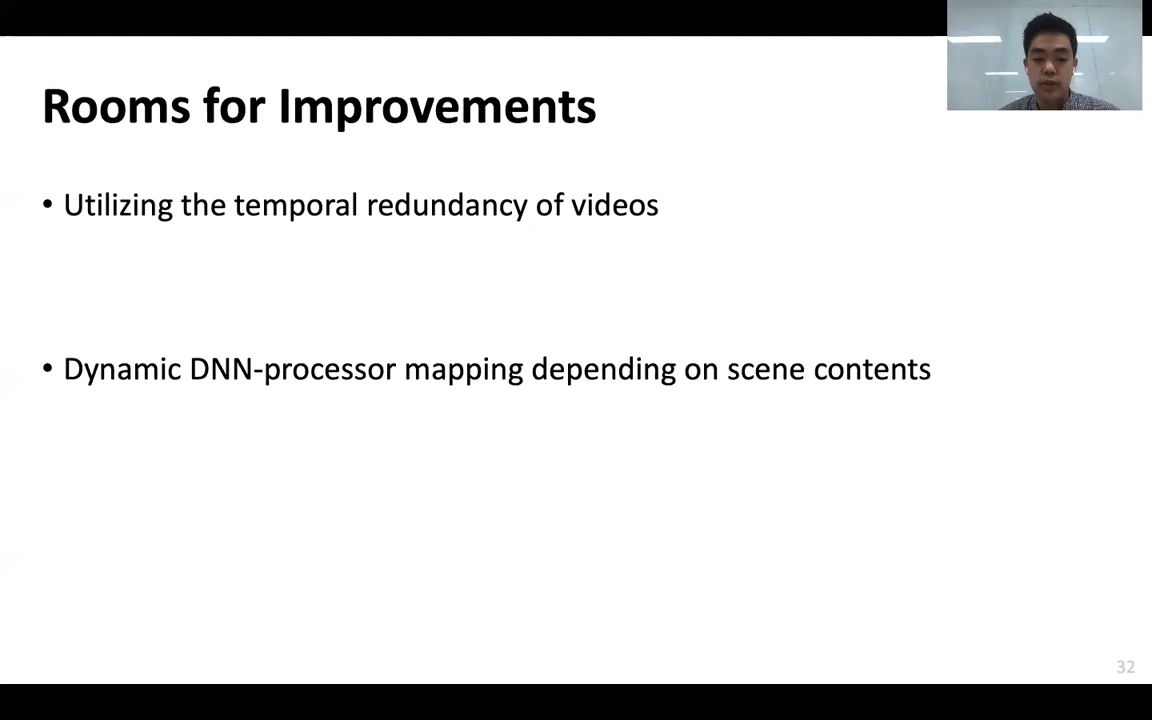 Rooms for Improvements
• Utilizing the temporal redundancy of videos
• Dynamic DNN-processor mapping depending on scene contents
32